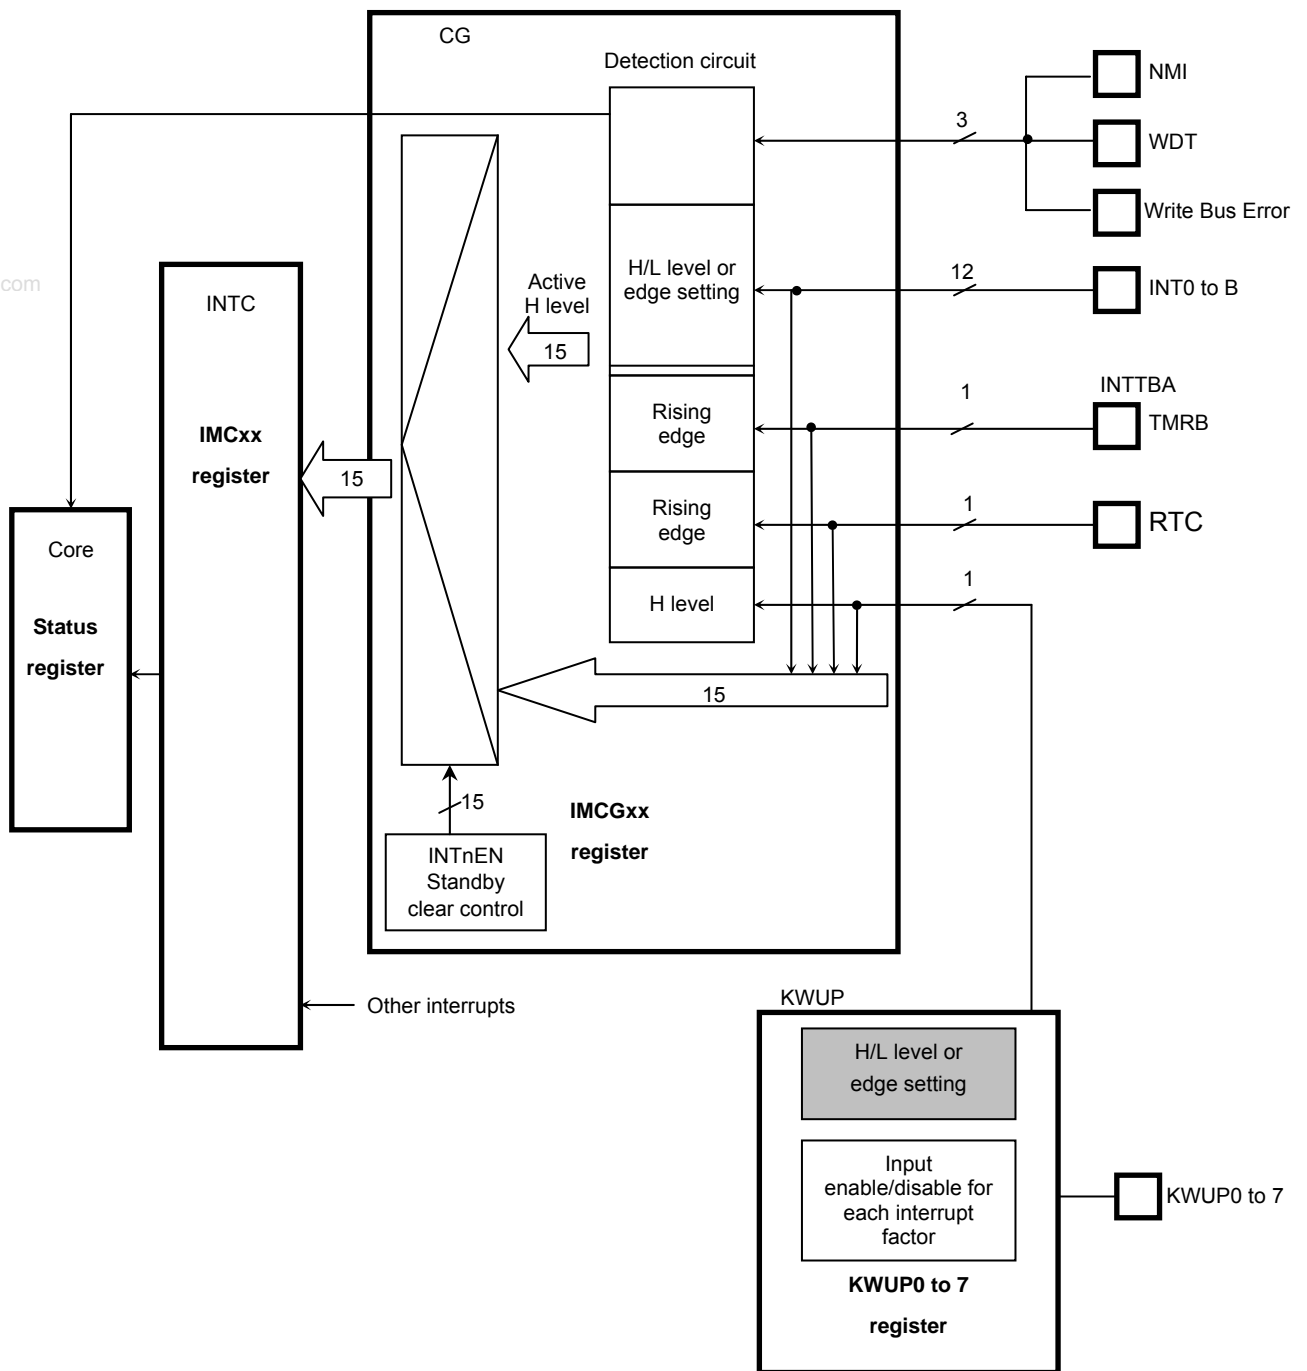 CG
Detection circuit
NMI
3
WDT
Write Bus Error
H/L level or
edge setting
12
INT0 to B
com
INTC
Active
H level
15
INTTBA
1
TMRB
Rising
edge
IMCxx
register
15
Rising
edge
1
RTC
Core
1
H level
Status
register
15
15
IMCGxx
register
INTnEN
Standby
clear control
Other interrupts
KWUP
H/L level or
edge setting
Input
enable/disable for
each interrupt
factor
KWUP0 to 7
KWUP0 to 7
register